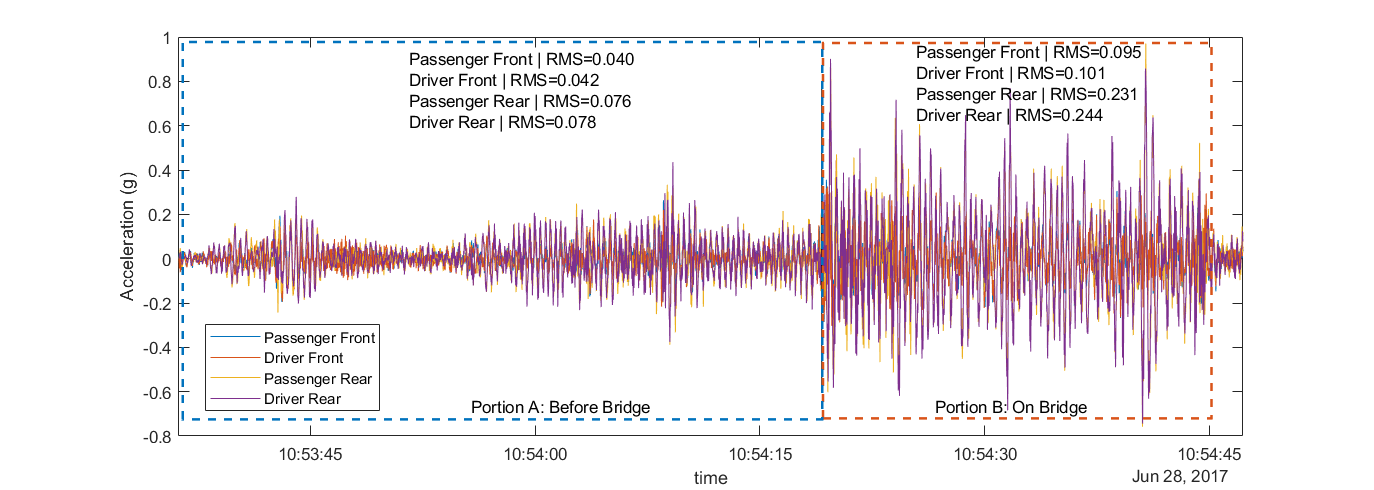 1
0.8
0.6
0.4
0.2
0
-0.2
-0.4
-0.6
-0.8
Acceleration (g)
Passenger Front | RMS=0.040
Driver Front | RMS=0.042
Passenger Rear | RMS=0.076
Driver Rear | RMS=0.078
Passenger Front | RMS=0.095
Driver Front | RMS=0.101
Passenger Rear | RMS=0.231
Driver Rear | RMS=0.244
Passenger Front
Driver Front
Passenger Rear
Driver Rear
Portion A: Before Bridge
Portion B: On Bridge
10:53:45
10:54:00
10:54:15
10:54:30
10:54:45
time
Jun 28, 2017